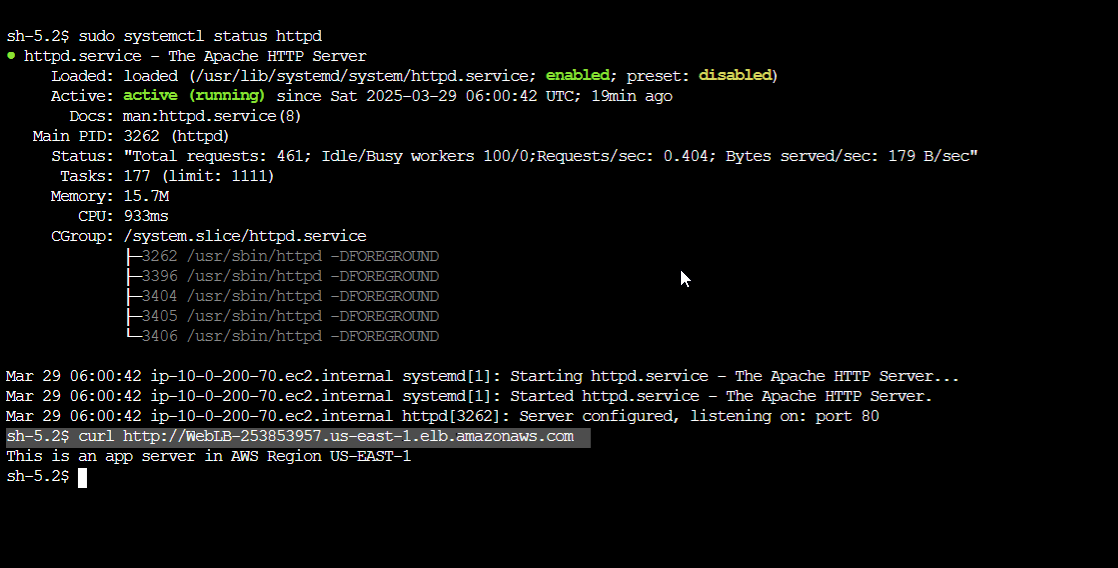 sh-5.2$ sudo systemctl status httpd
● httpd.service - The Apache HTTP Server
Loaded: loaded (/usr/lib/systemd/system/httpd.service; enabled; preset: disabled)
Active: active (running) since Sat 2025-03-29 06:00:42 UTC; 19min ago
Docs: man:httpd.service(8)
Main PID: 3262 (httpd)
Status: "Total requests: 461; Idle/Busy workers 100/0;Requests/sec: 0.404; Bytes served/sec: 179 B/sec"
Tasks: 177 (limit: 1111)
Memory: 15.7M
CPU: 933ms
CGroup: /system.slice/httpd.service
├─3262 /usr/sbin/httpd -DFOREGROUND
├─3396 /usr/sbin/httpd -DFOREGROUND
├─3404 /usr/sbin/httpd -DFOREGROUND
├─3405 /usr/sbin/httpd -DFOREGROUND
└─3406 /usr/sbin/httpd -DFOREGROUND
Mar 29 06:00:42 ip-10-0-200-70.ec2.internal systemd[1]: Starting httpd.service - The Apache HTTP Server...
Mar 29 06:00:42 ip-10-0-200-70.ec2.internal systemd[1]: Started httpd.service - The Apache HTTP Server.
Mar 29 06:00:42 ip-10-0-200-70.ec2.internal httpd[3262]: Server configured, listening on: port 80
sh-5.2$ curl http://WebLB-253853957.us-east-1.elb.amazonaws.com
This is an app server in AWS Region US-EAST-1
sh-5.2$